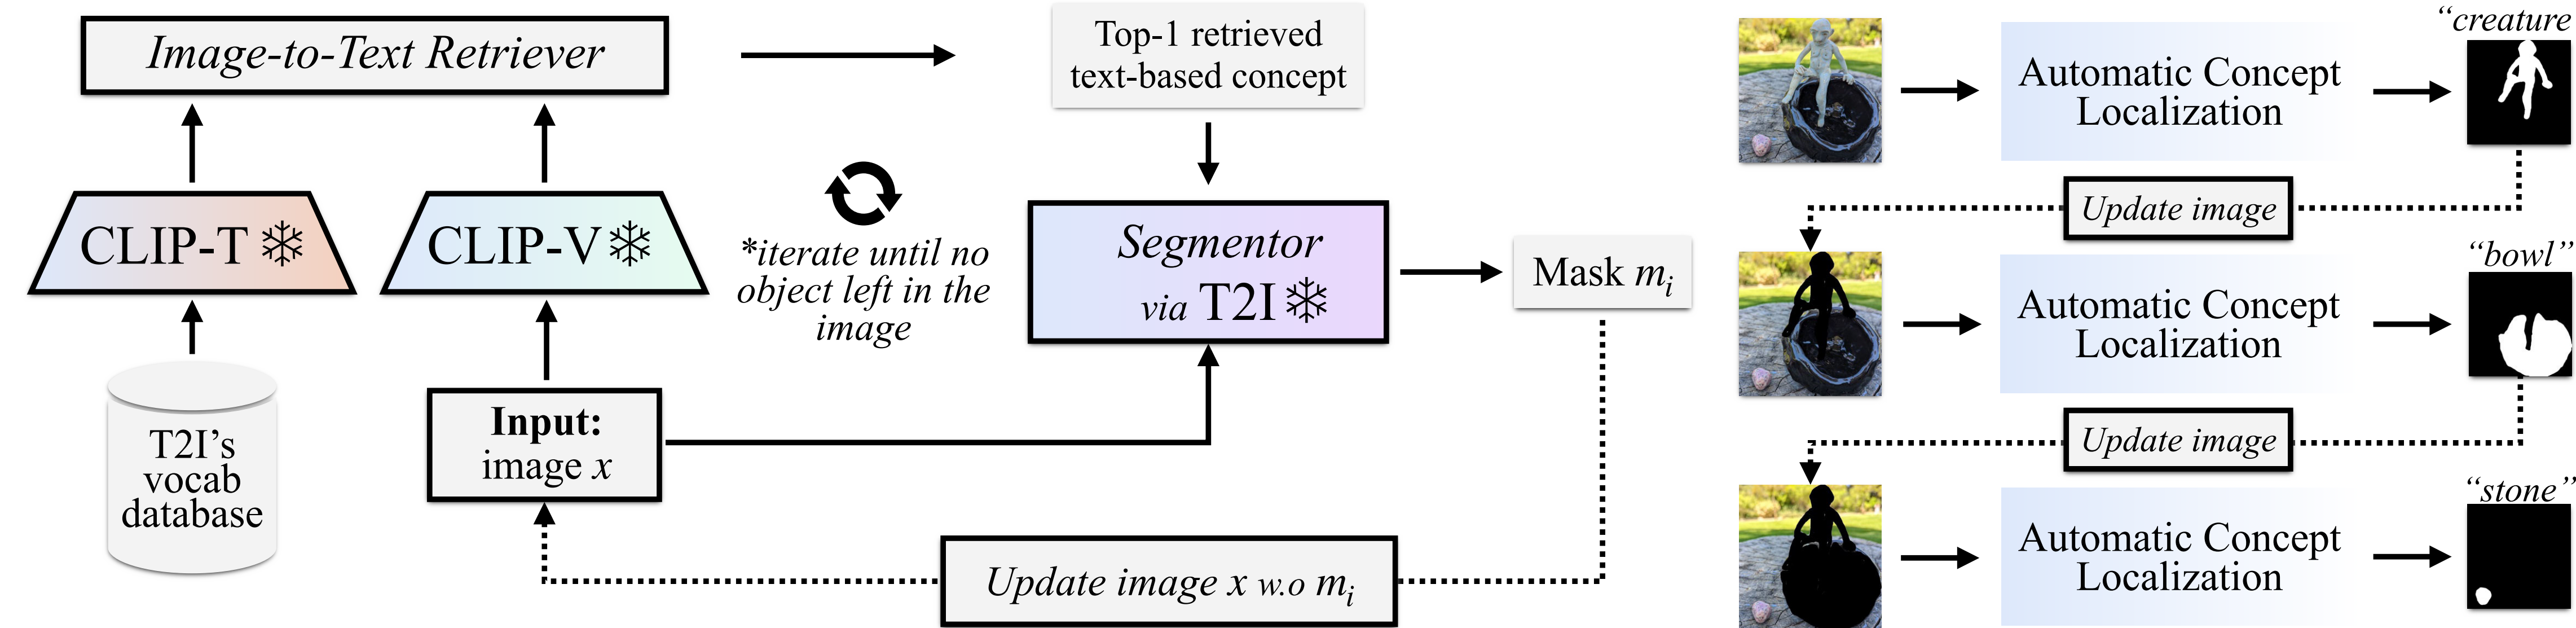 Image-to-Text Retriever
CLIP-T
CLIP-V
T2I’s
vocab
database
Input:
image x
*iterate until no
object left in the
image
Top-1 retrieved
text-based concept
Segmentor
via T2I
Mask mᵢ
Update image x w.o mᵢ
Automatic Concept
Localization
“creature
Update image
Automatic Concept
Localization
“bowl”
Update image
Automatic Concept
Localization
“stone”